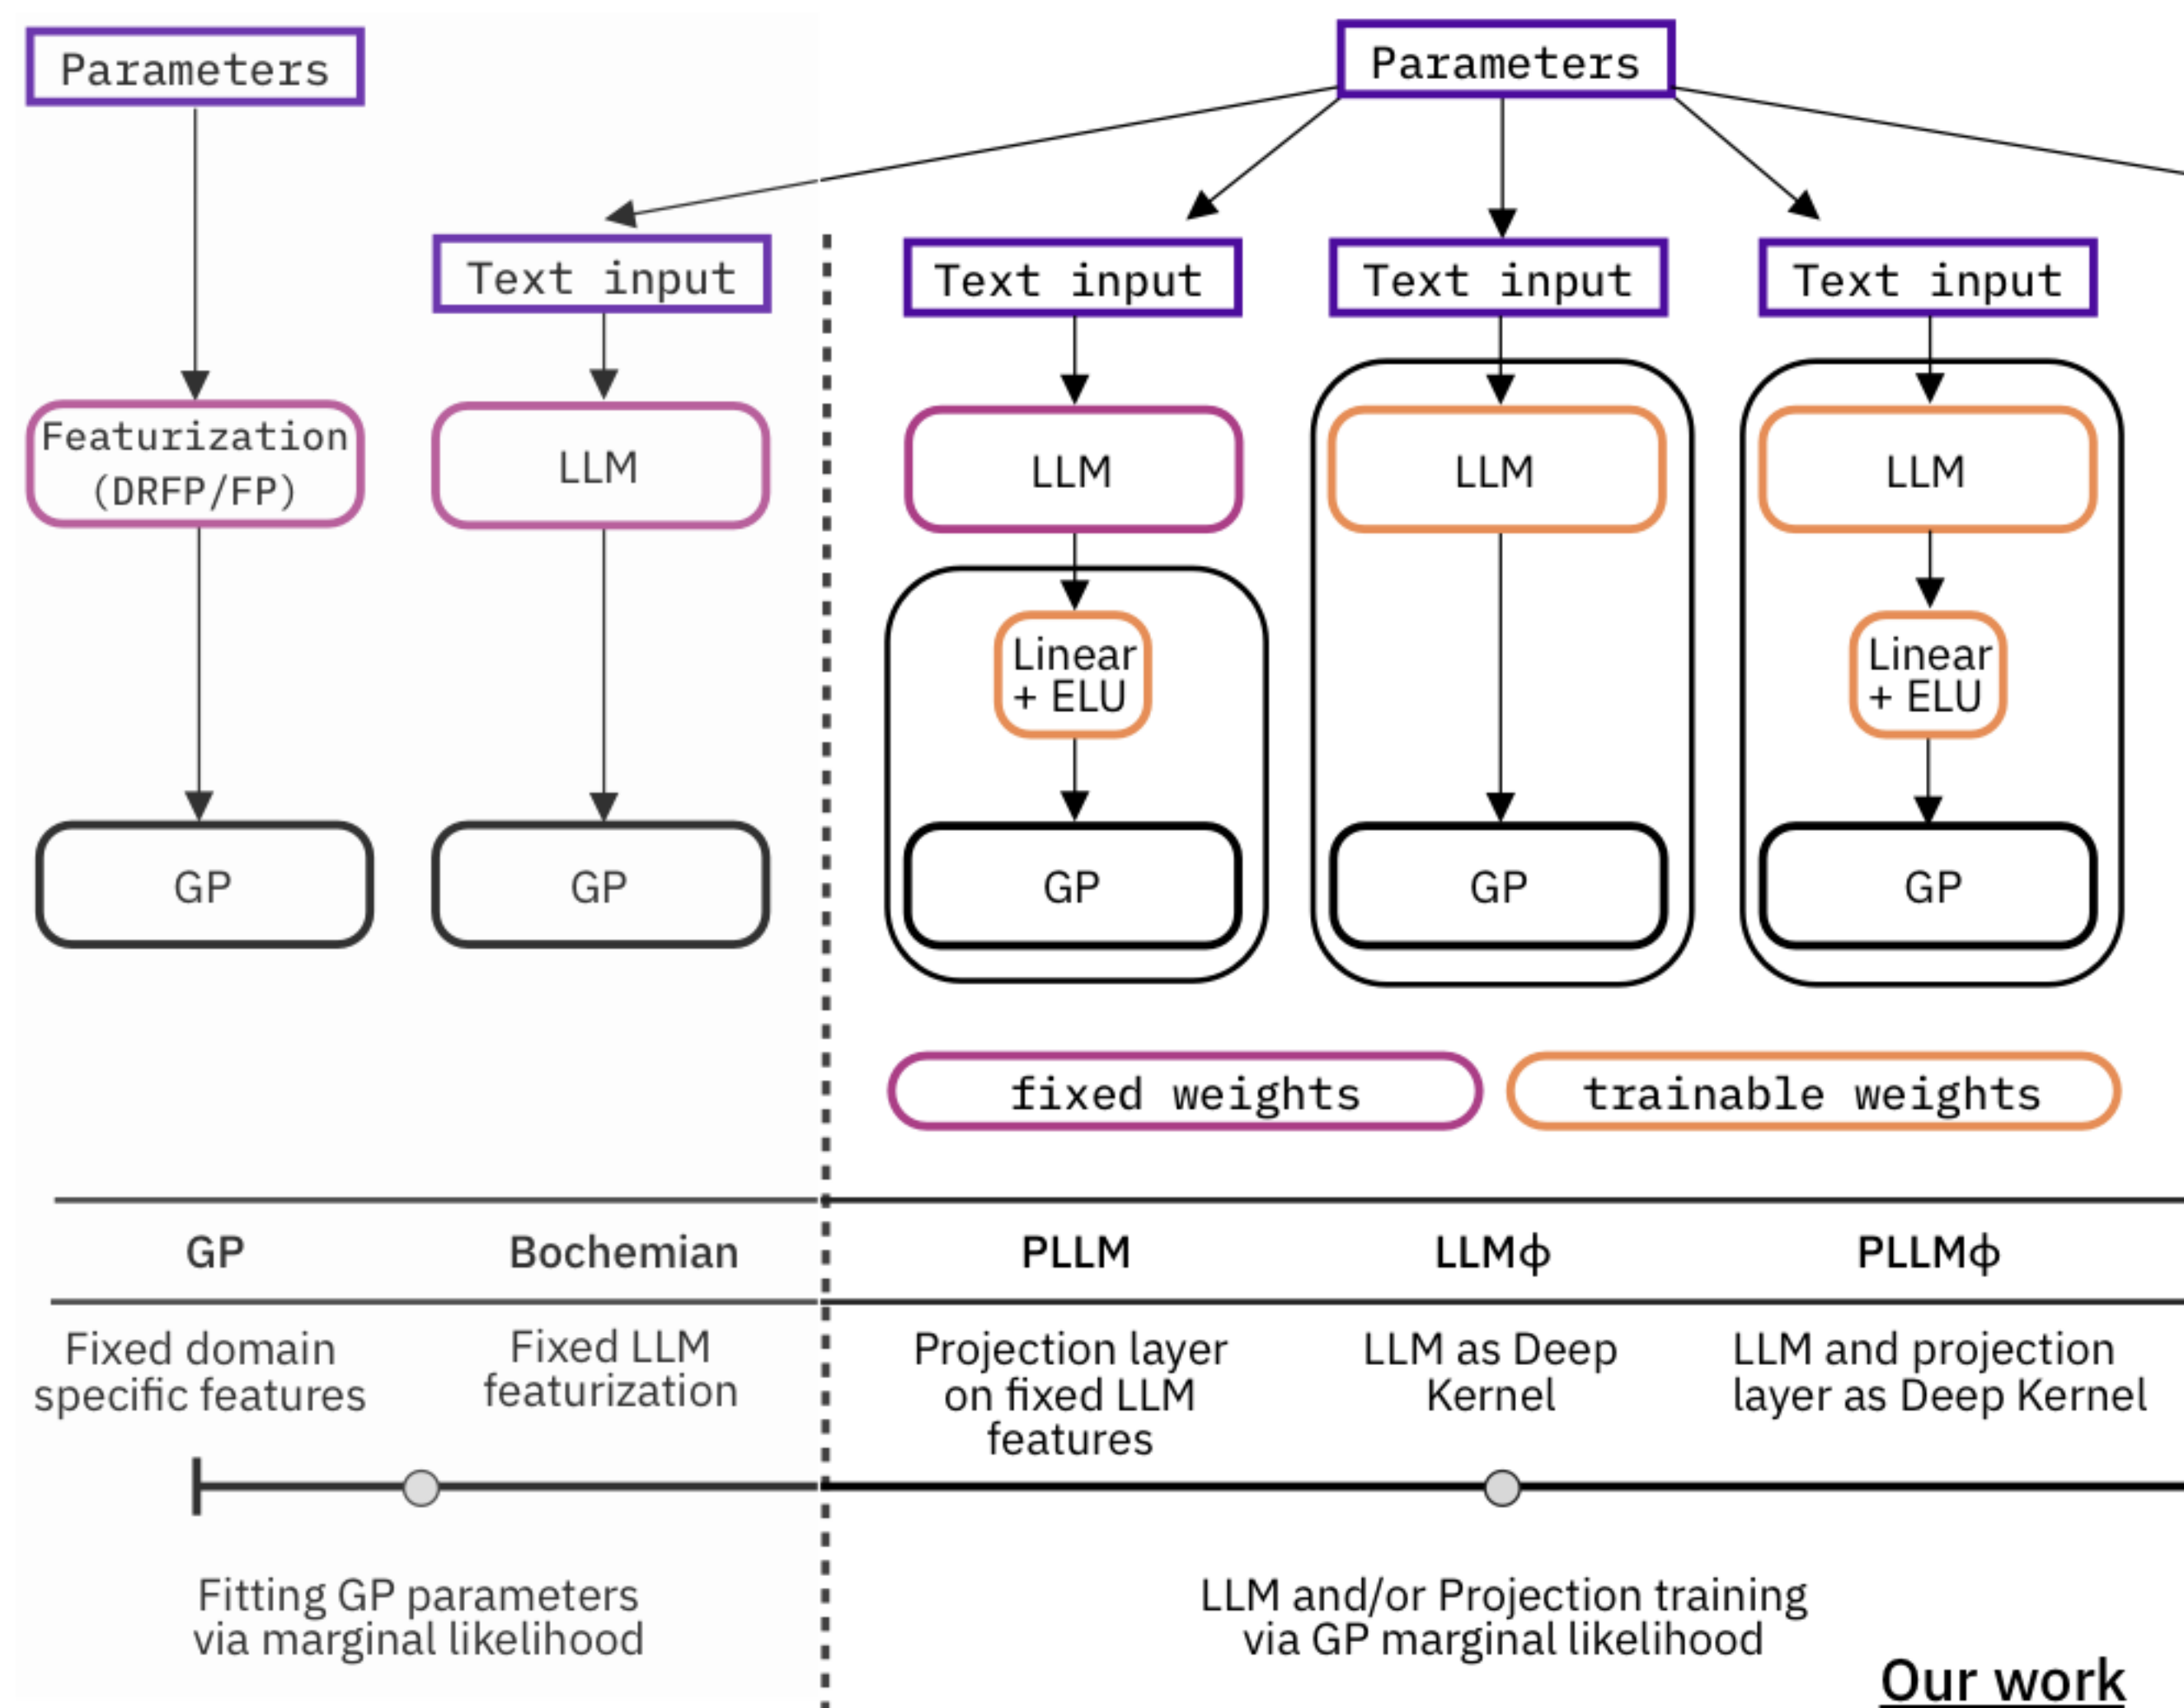 Parameters
Parameters
Text input
Text input
Text input
Text input
Featurization
(DRFP/FP)
LLM
LLM
LLM
LLM
Linear
+ ELU
Linear
+ ELU
GP
GP
GP
GP
GP
fixed weights
trainable weights
GP
Bochemian
PLLM
LLMϕ
PLLMϕ
Fixed domain
specific features
Fixed LLM
featurization
Projection layer
on fixed LLM
features
LLM as Deep
Kernel
LLM and projection
layer as Deep Kernel
Fitting GP parameters
via marginal likelihood
LLM and/or Projection training
via GP marginal likelihood
Our work